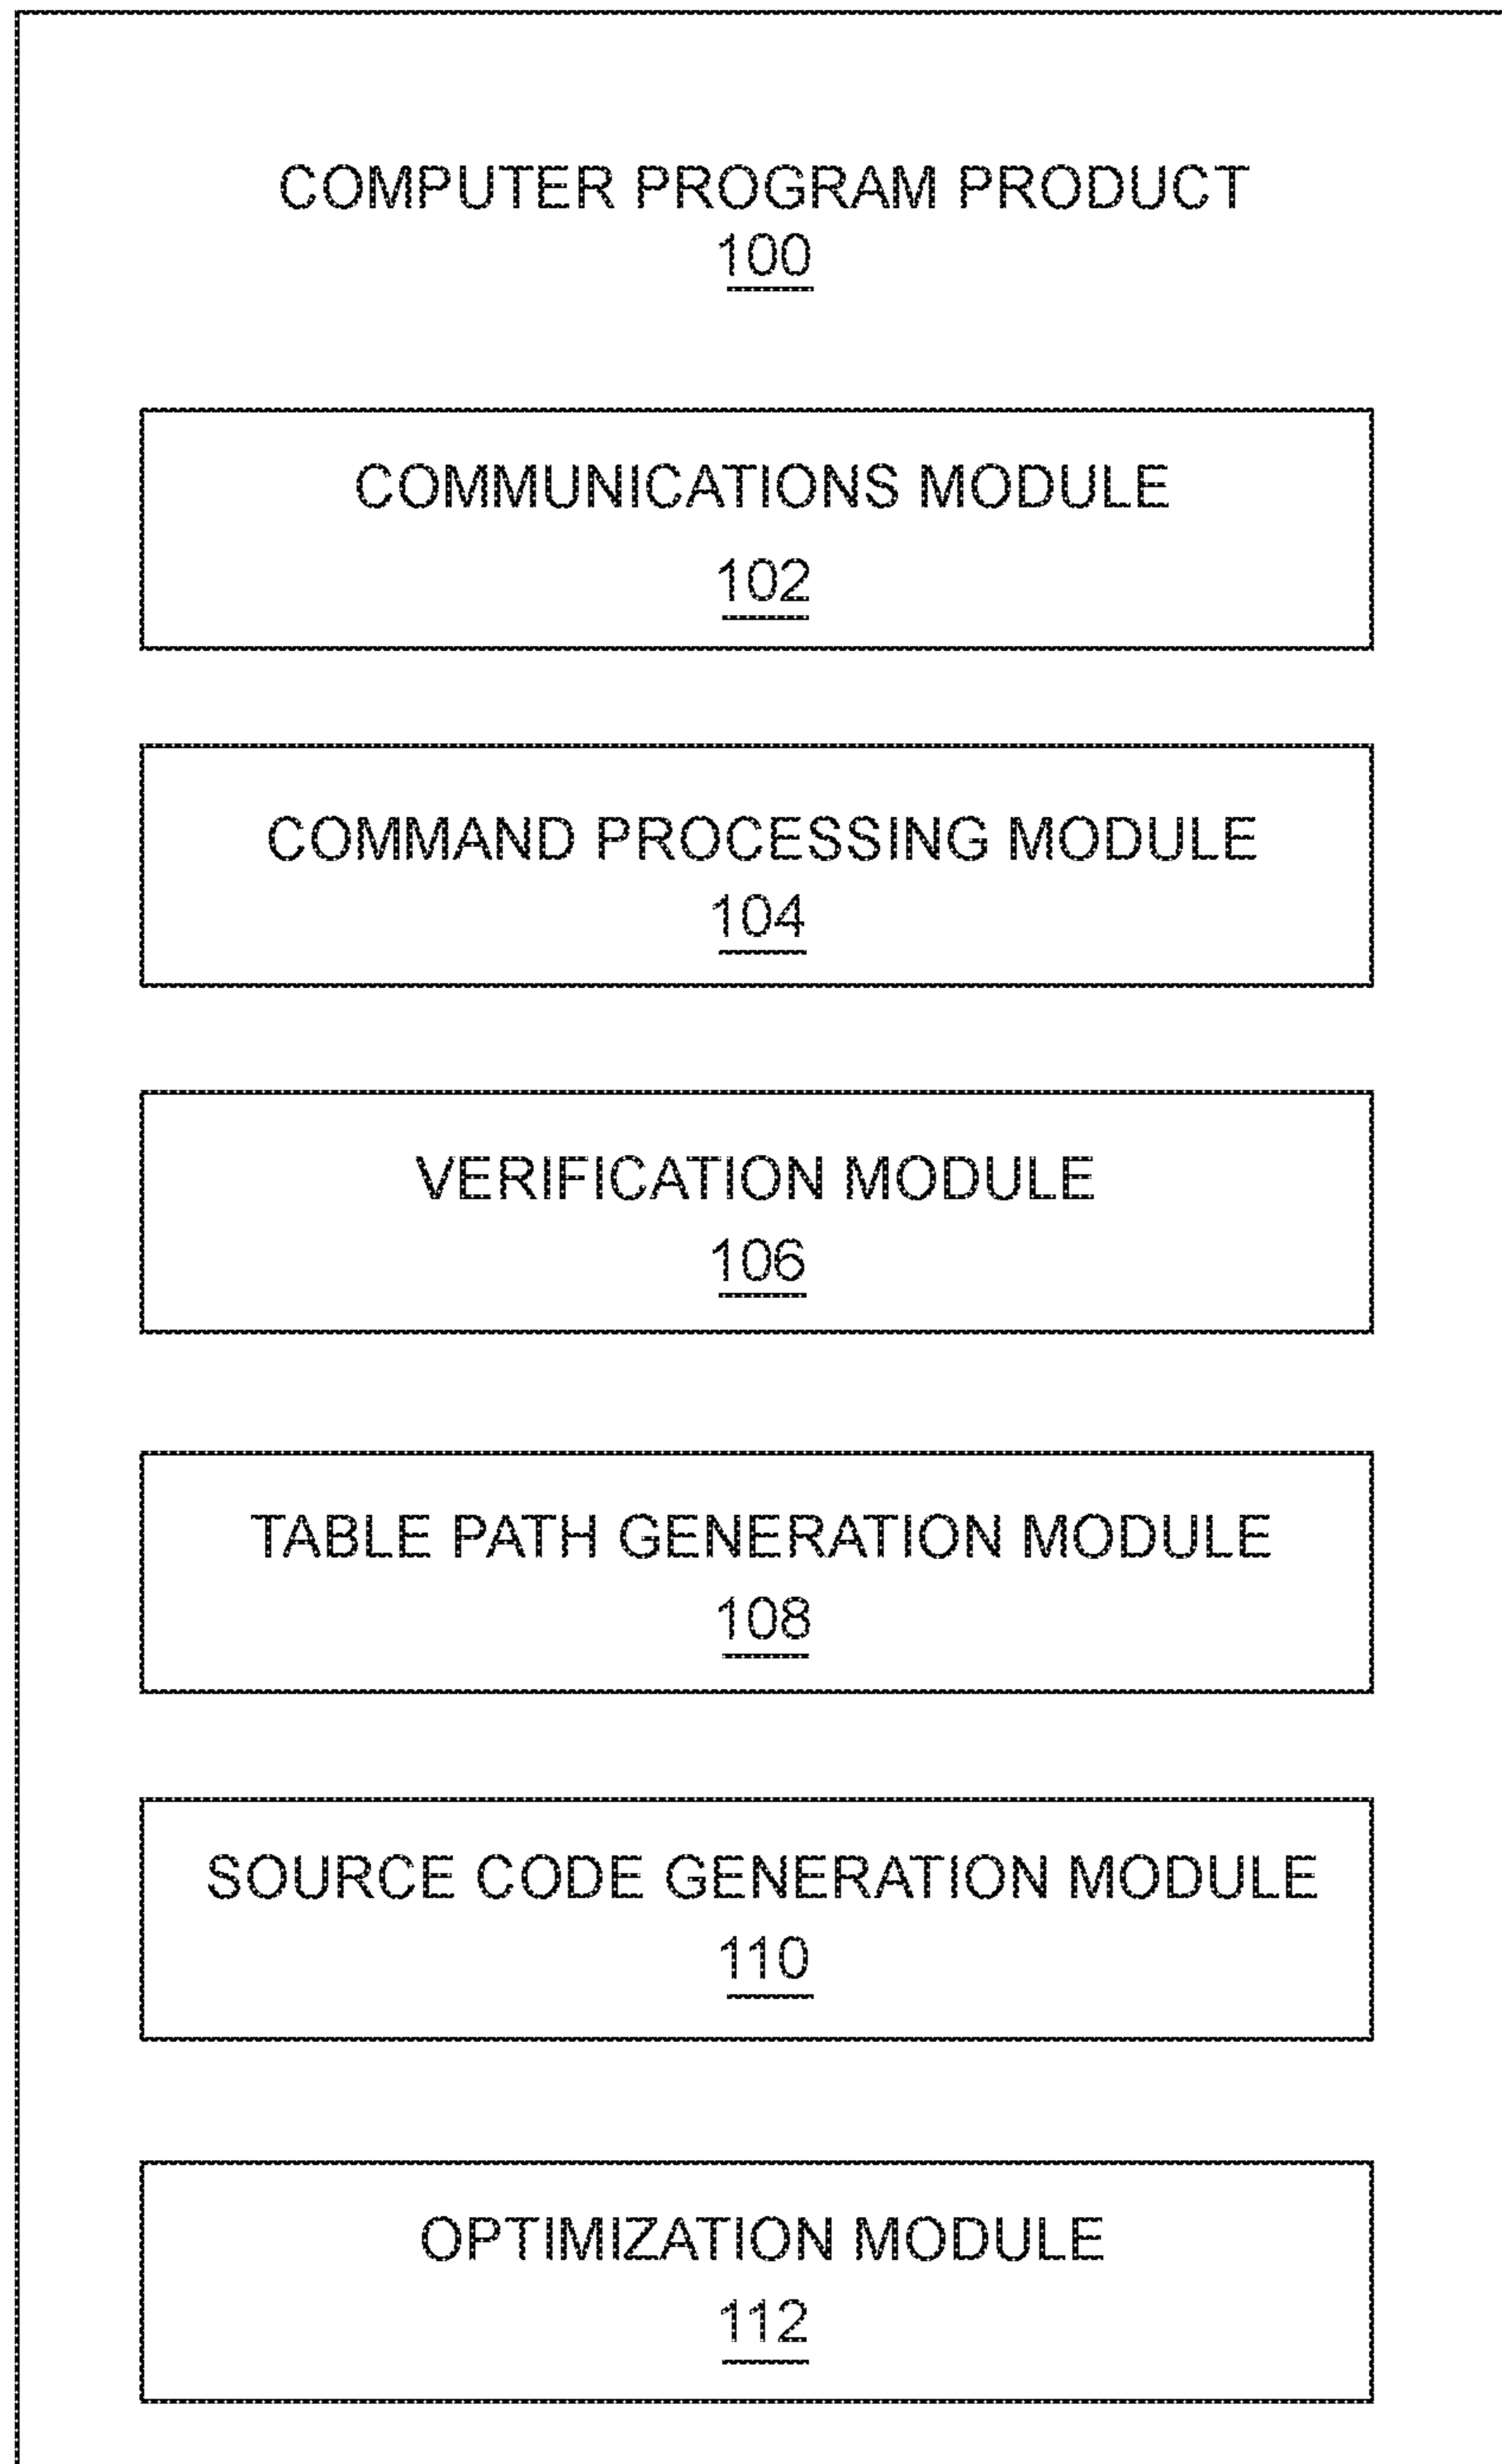 COMPUTER PROGRAM PRODUCT
100
COMMUNICATIONS MODULE
102
COMMAND PROCESSING MODULE
104
VERIFICATION MODULE
106
TABLE PATH GENERATION MODULE
108
SOURCE CODE GENERATION MODULE
110
OPTIMIZATION MODULE
112